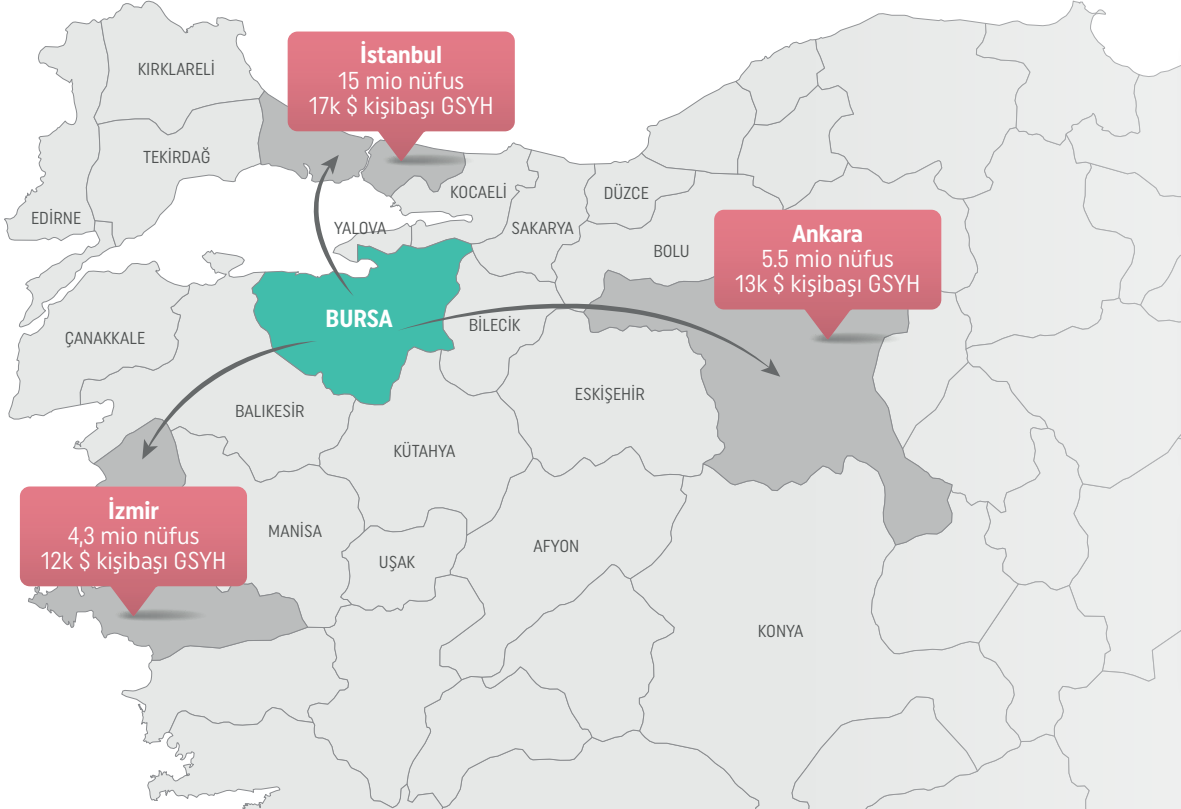 KIRKLARELİ
İstanbul
15 mio nüfus
17k $ kişibaşı GSYH
TEKİRDAĞ
EDİRNE
KOCAELİ
DÜZCE
YALOVA
SAKARYA
BOLU
Ankara
5.5 mio nüfus
13k $ kişibaşı GSYH
BURSA
BİLECİK
ÇANAKKALE
ESKİŞEHİR
BALIKESİR
KÜTAHYA
İzmir
4,3 mio nüfus
12k $ kişibaşı GSYH
MANİSA
UŞAK
AFYON
KONYA